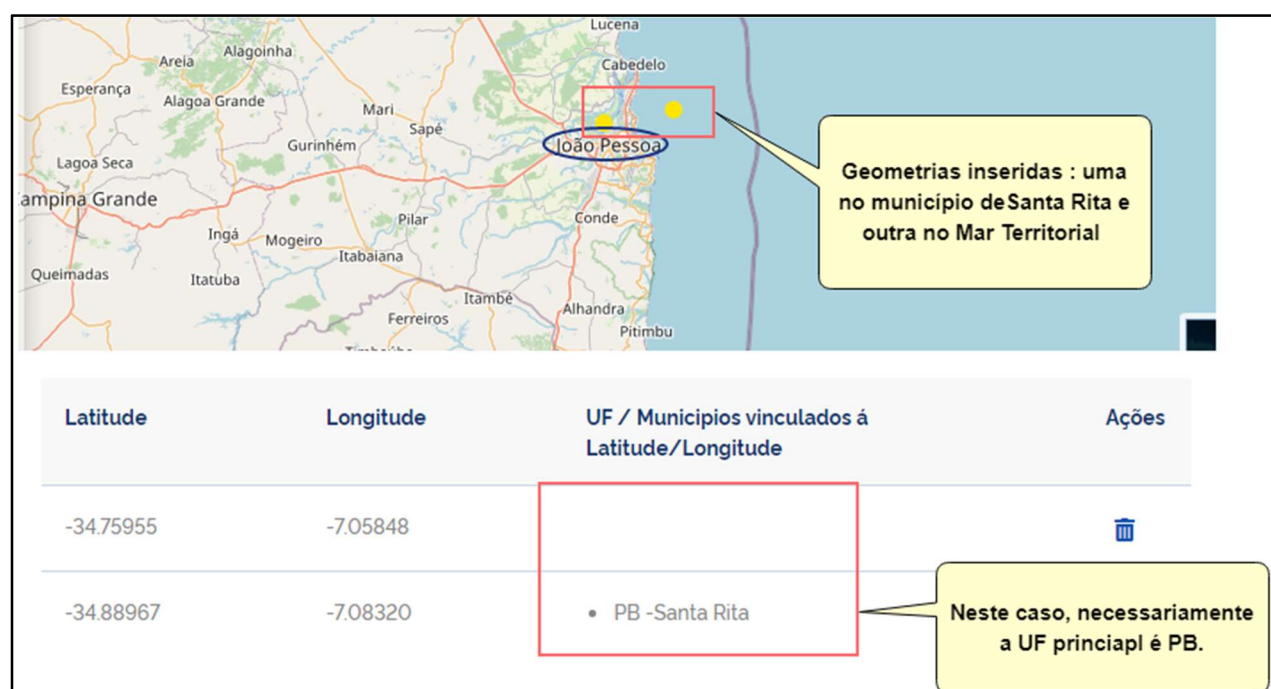 Lucena
Alagoinha
Areia
Cabedelo
Esperança
Alagoa Grande
Mari
Sapé
João Pessoa
Gurinhém
Lagoa Seca
ampina Grande
Pilar
Conde
Ingá
Mogeiro
Itabaiana
Queimadas
Itatuba
Itambé
Alhandra
Ferreiros
Pitimbu
Geometrias inseridas : uma
no município deSanta Rita e
outra no Mar Territorial
Latitude Longitude UF / Municipios vinculados á Ações
Latitude/Longitude
-34.75955 -7.05848
-34.88967 -7.08320 • PB -Santa Rita
Neste caso, necessariamente
a UF princiapl é PB.